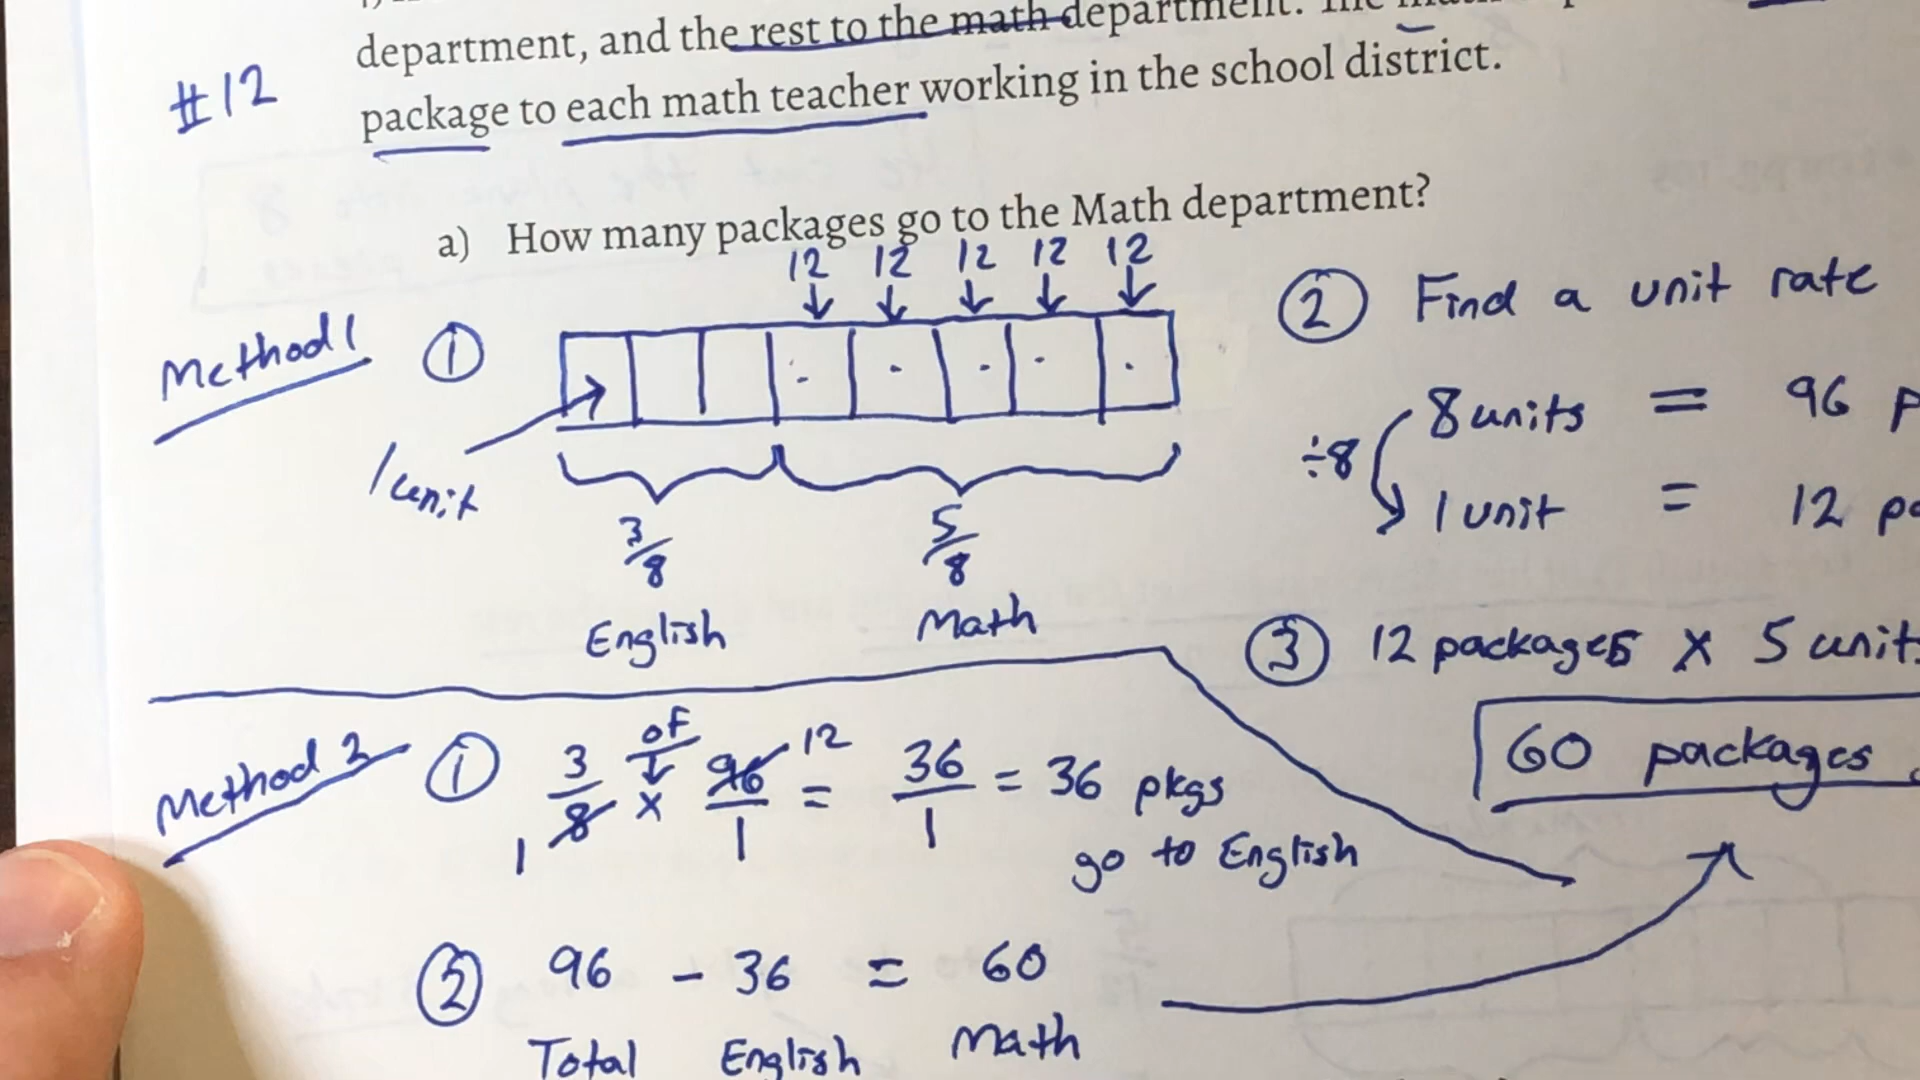 department, and the rest to the math department. The
#12
package to each math teacher working in the school district.
a) How many packages go to the Math department?
12 12 12 12 12
Method 1
1
1 unit
3/8
5/8
English
Math
2 Find a unit rate
8 units = 96
÷8
1 unit = 12
3 12 packages x 5 units
60 packages
Method 2
1 3/8 x 96/1 = 36/1 = 36 pkgs
of
12
1
go to English
2 96 - 36 = 60
Total English Math